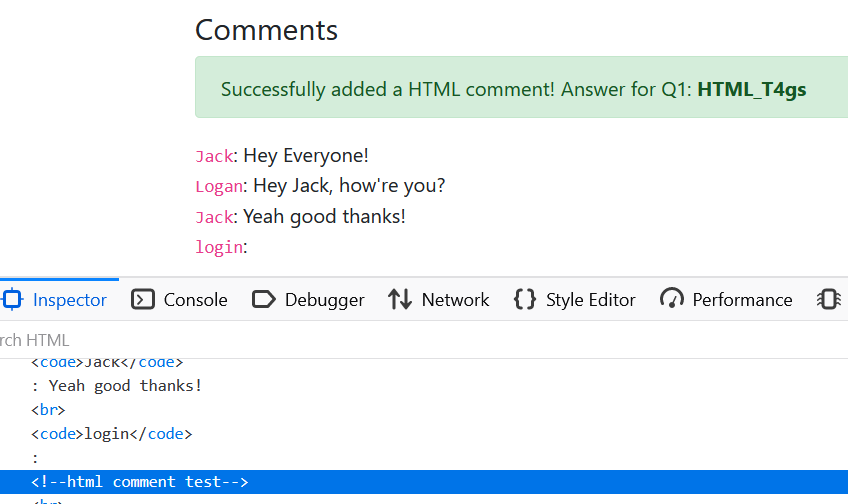 Comments
Successfully added a HTML comment! Answer for Q1: HTML_T4gs
Jack: Hey Everyone!
Logan: Hey Jack, how're you?
Jack: Yeah good thanks!
login:
Inspector Console Debugger Network Style Editor Performance
rch HTML
<code>Jack</code>
: Yeah good thanks!
<br>
<code>login</code>
:
<!--html comment test-->
<br>